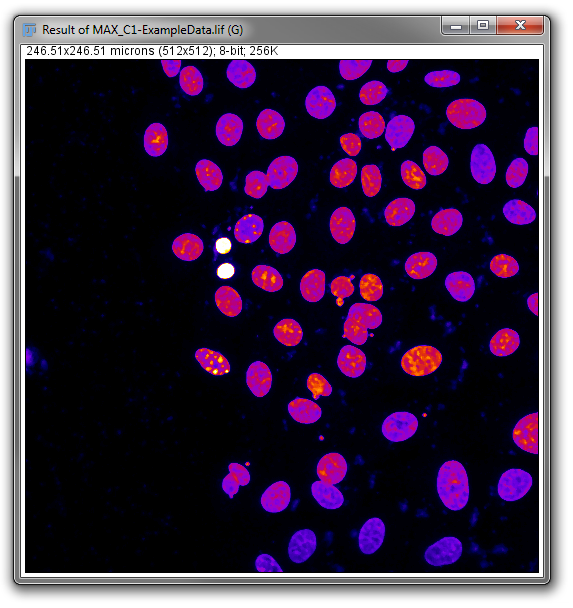 Result of MAX_C1-ExampleData.lif (G)
246.51x246.51 microns (512x512); 8-bit; 256K